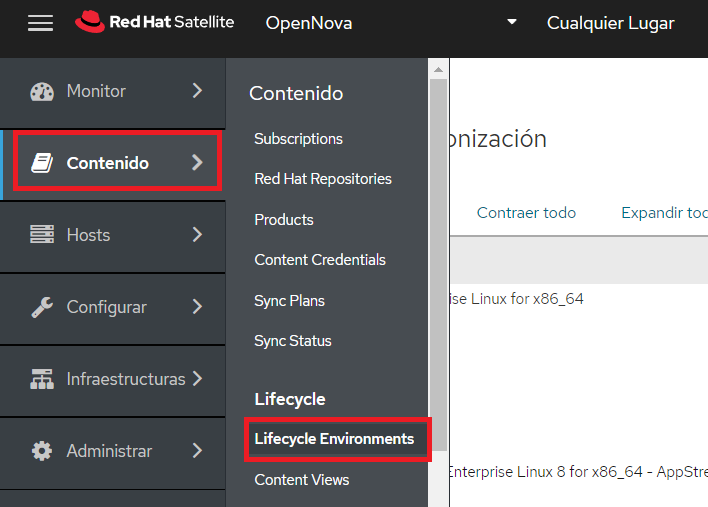 Red Hat Satellite OpenNova Cualquier Lugar
Monitor
Contenido
Hosts
Configurar
Infraestructuras
Administrar
Contenido
Subscriptions
Red Hat Repositories
Products
Content Credentials
Sync Plans
Sync Status
Lifecycle
Lifecycle Environments
Content Views
onización
Contraer todo Expandir tod
ise Linux for x86_64
Enterprise Linux 8 for x86_64 - AppStre